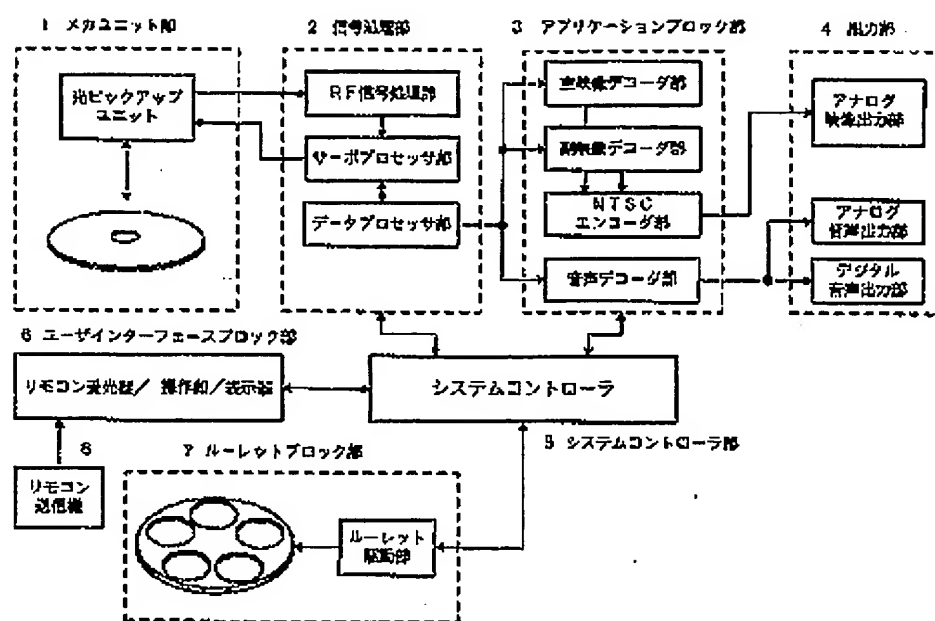 1 メカユニット部
2 信号処理部
3 アプリケーションブロック部
4 出力部
光ピックアップ
ユニット
RF信号処理部
サーボプロセッサ部
データプロセッサ部
主映像デコーダ部
副映像デコーダ部
NTSC
エンコーダ部
音声デコーダ部
アナログ
映像出力部
アナログ
音声出力部
デジタル
音声出力部
6 ユーザインターフェースブロック部
リモコン受光器/ 操作部/表示器
システムコントローラ
5 システムコントローラ部
8
リモコン
送信機
7 ルーレットブロック部
ルーレット
駆動部